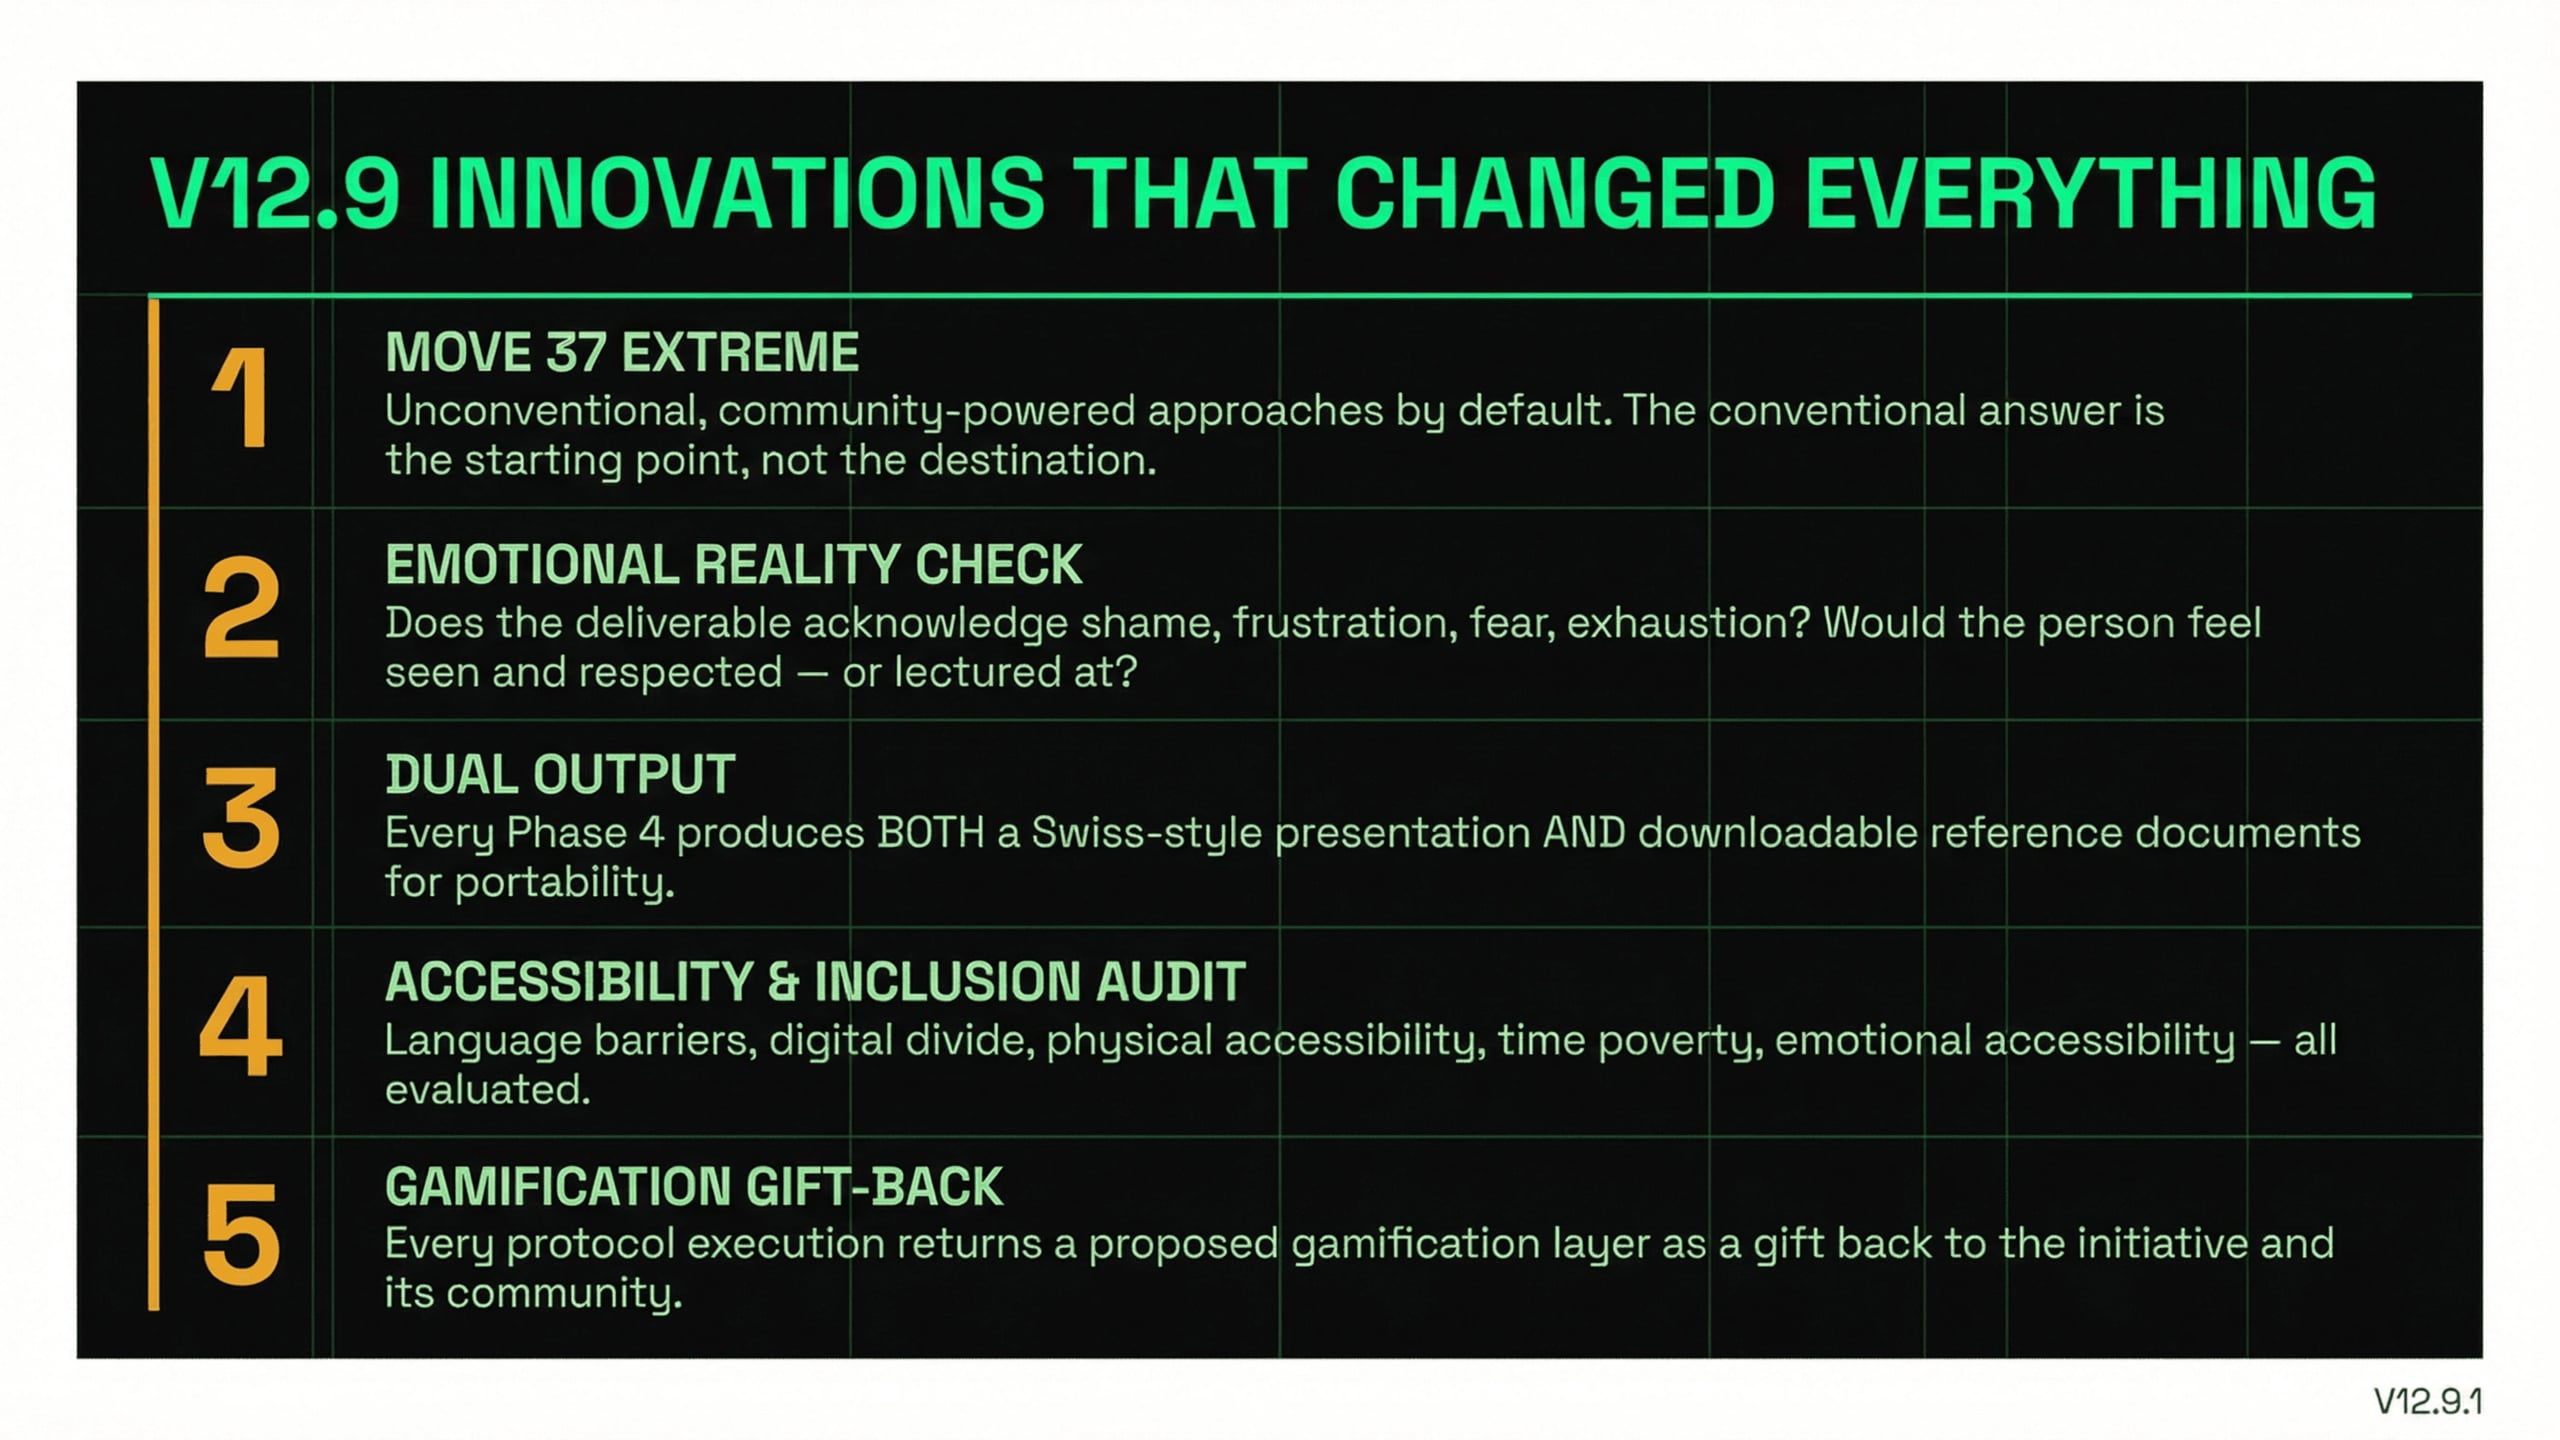 V12.9 INNOVATIONS THAT CHANGED EVERYTHING
1
MOVE 37 EXTREME
Unconventional, community-powered approaches by default. The conventional answer is
the starting point, not the destination.
2
EMOTIONAL REALITY CHECK
Does the deliverable acknowledge shame, frustration, fear, exhaustion? Would the person feel
seen and respected — or lectured at?
3
DUAL OUTPUT
Every Phase 4 produces BOTH a Swiss-style presentation AND downloadable reference documents
for portability.
4
ACCESSIBILITY & INCLUSION AUDIT
Language barriers, digital divide, physical accessibility, time poverty, emotional accessibility — all
evaluated.
5
GAMIFICATION GIFT-BACK
Every protocol execution returns a proposed gamification layer as a gift back to the initiative and
its community.
V12.9.1